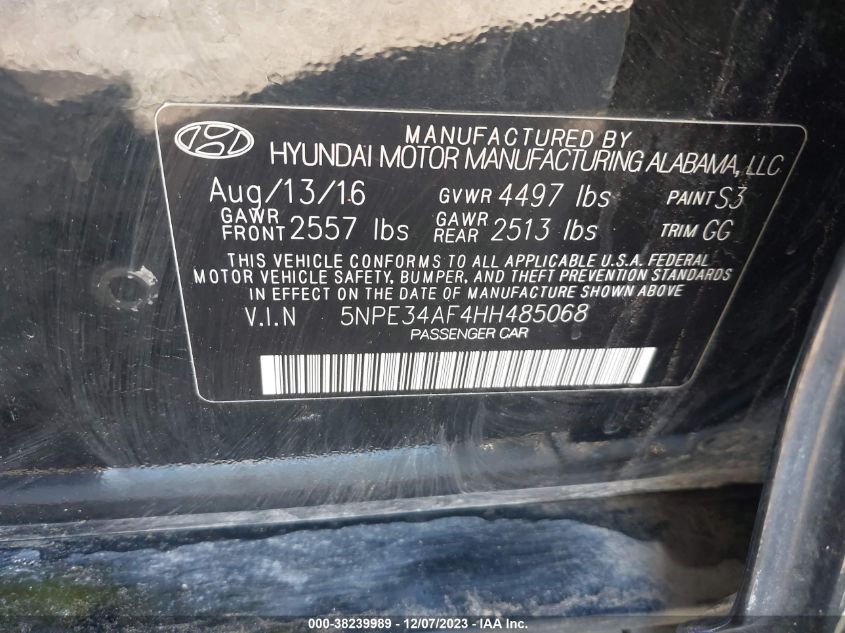 MANUFACTURED BY
HYUNDAI MOTOR MANUFACTURING ALABAMA, LLC
Aug/13/16 GVWR 4497 lbs PAINT S3
GAWR FRONT 2557 lbs GAWR REAR 2513 lbs TRIM GG
THIS VEHICLE CONFORMS TO ALL APPLICABLE U.S.A. FEDERAL
MOTOR VEHICLE SAFETY, BUMPER, AND THEFT PREVENTION STANDARDS
IN EFFECT ON THE DATE OF MANUFACTURE SHOWN ABOVE
V.I.N 5NPE34AF4HH485068
PASSENGER CAR
000-38239989 - 12/07/2023 - IAA Inc.